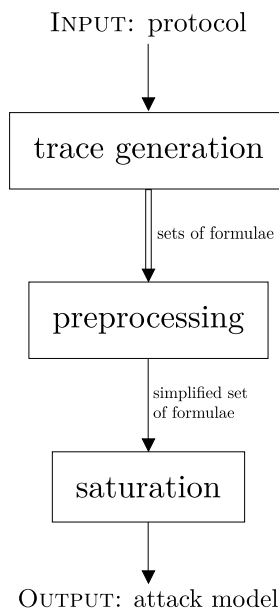 INPUT: protocol
trace generation
sets of formulae
preprocessing
simplified set
of formulae
saturation
OUTPUT: attack model